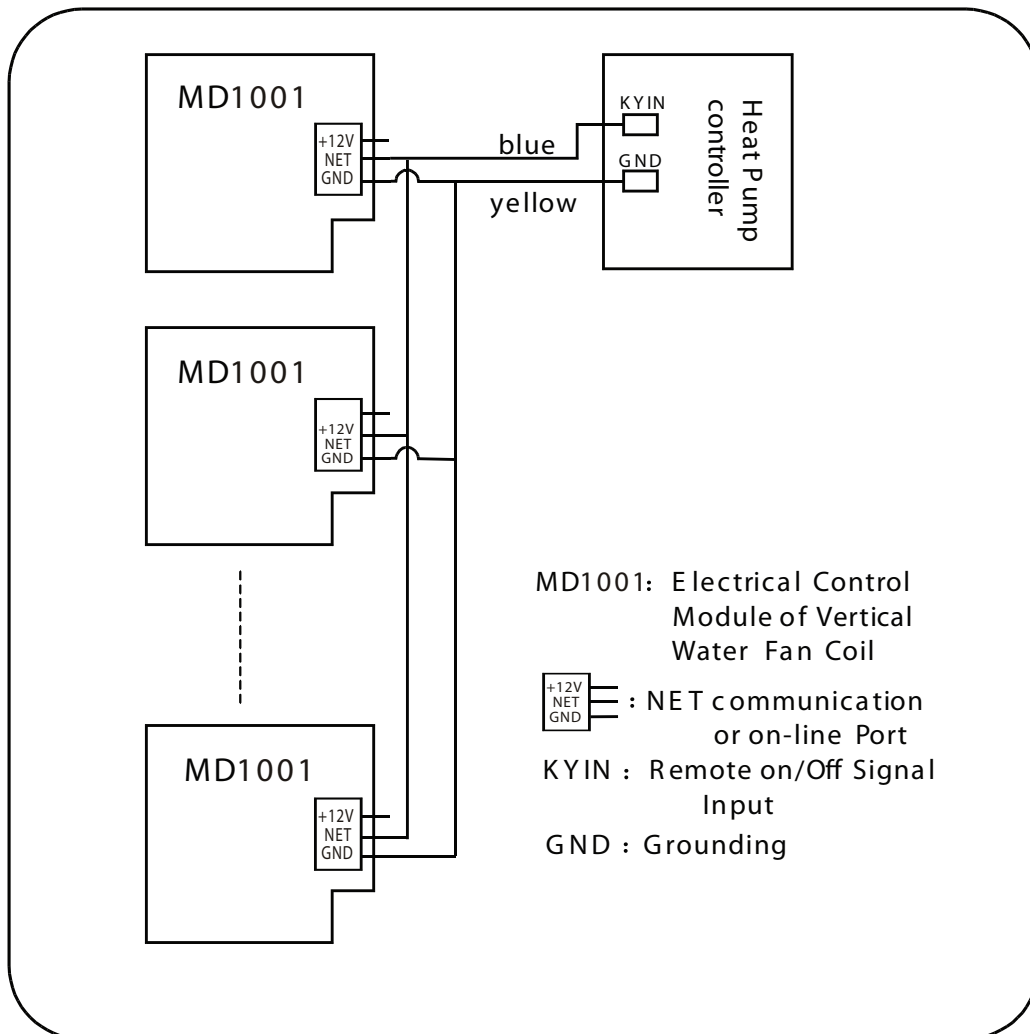 MD1001
+12V
NET
GND
blue
yellow
KYIN
GND
Heat Pump
controller
MD1001
+12V
NET
GND
MD1001
+12V
NET
GND
MD1001: Electrical Control
Module of Vertical
Water Fan Coil
+12V
NET
GND
: NET communication
or on-line Port
KYIN : Remote on/Off Signal
Input
GND : Grounding